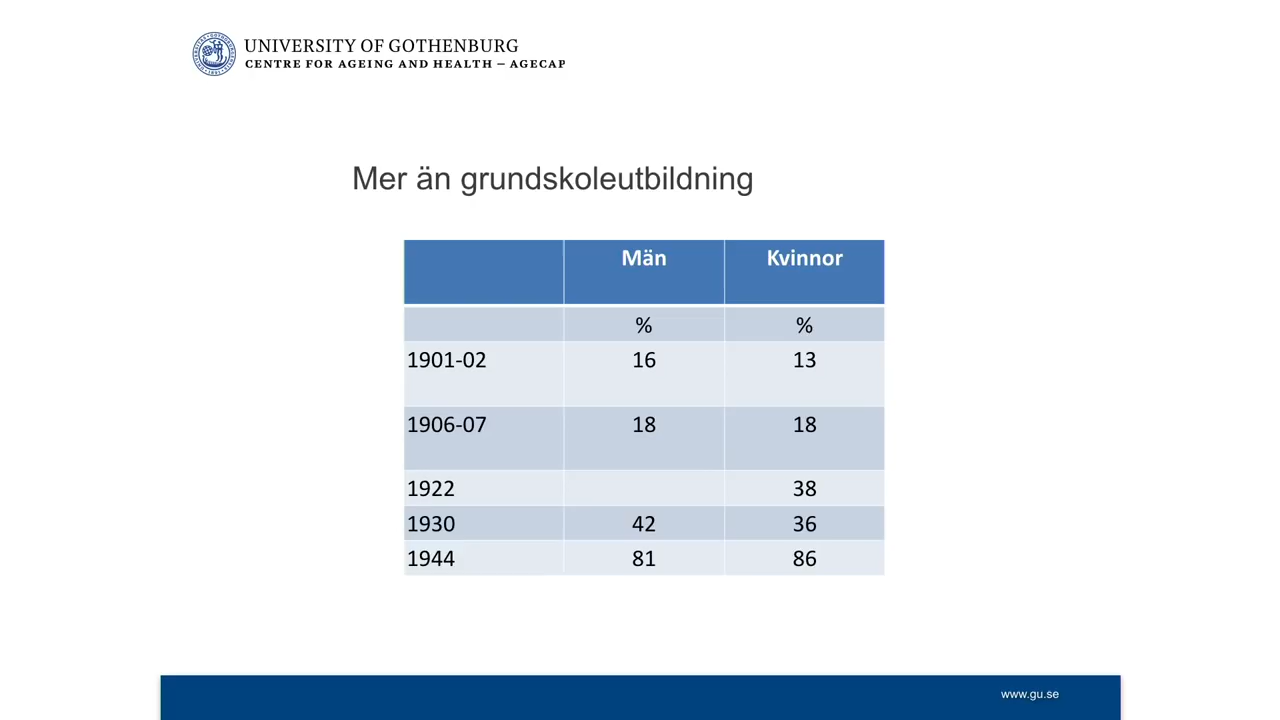 UNIVERSITY OF GOTHENBURG
CENTRE FOR AGEING AND HEALTH – AGECAP
Mer än grundskoleutbildning
Män Kvinnor
% %
1901-02 16 13
1906-07 18 18
1922 38
1930 42 36
1944 81 86
www.gu.se